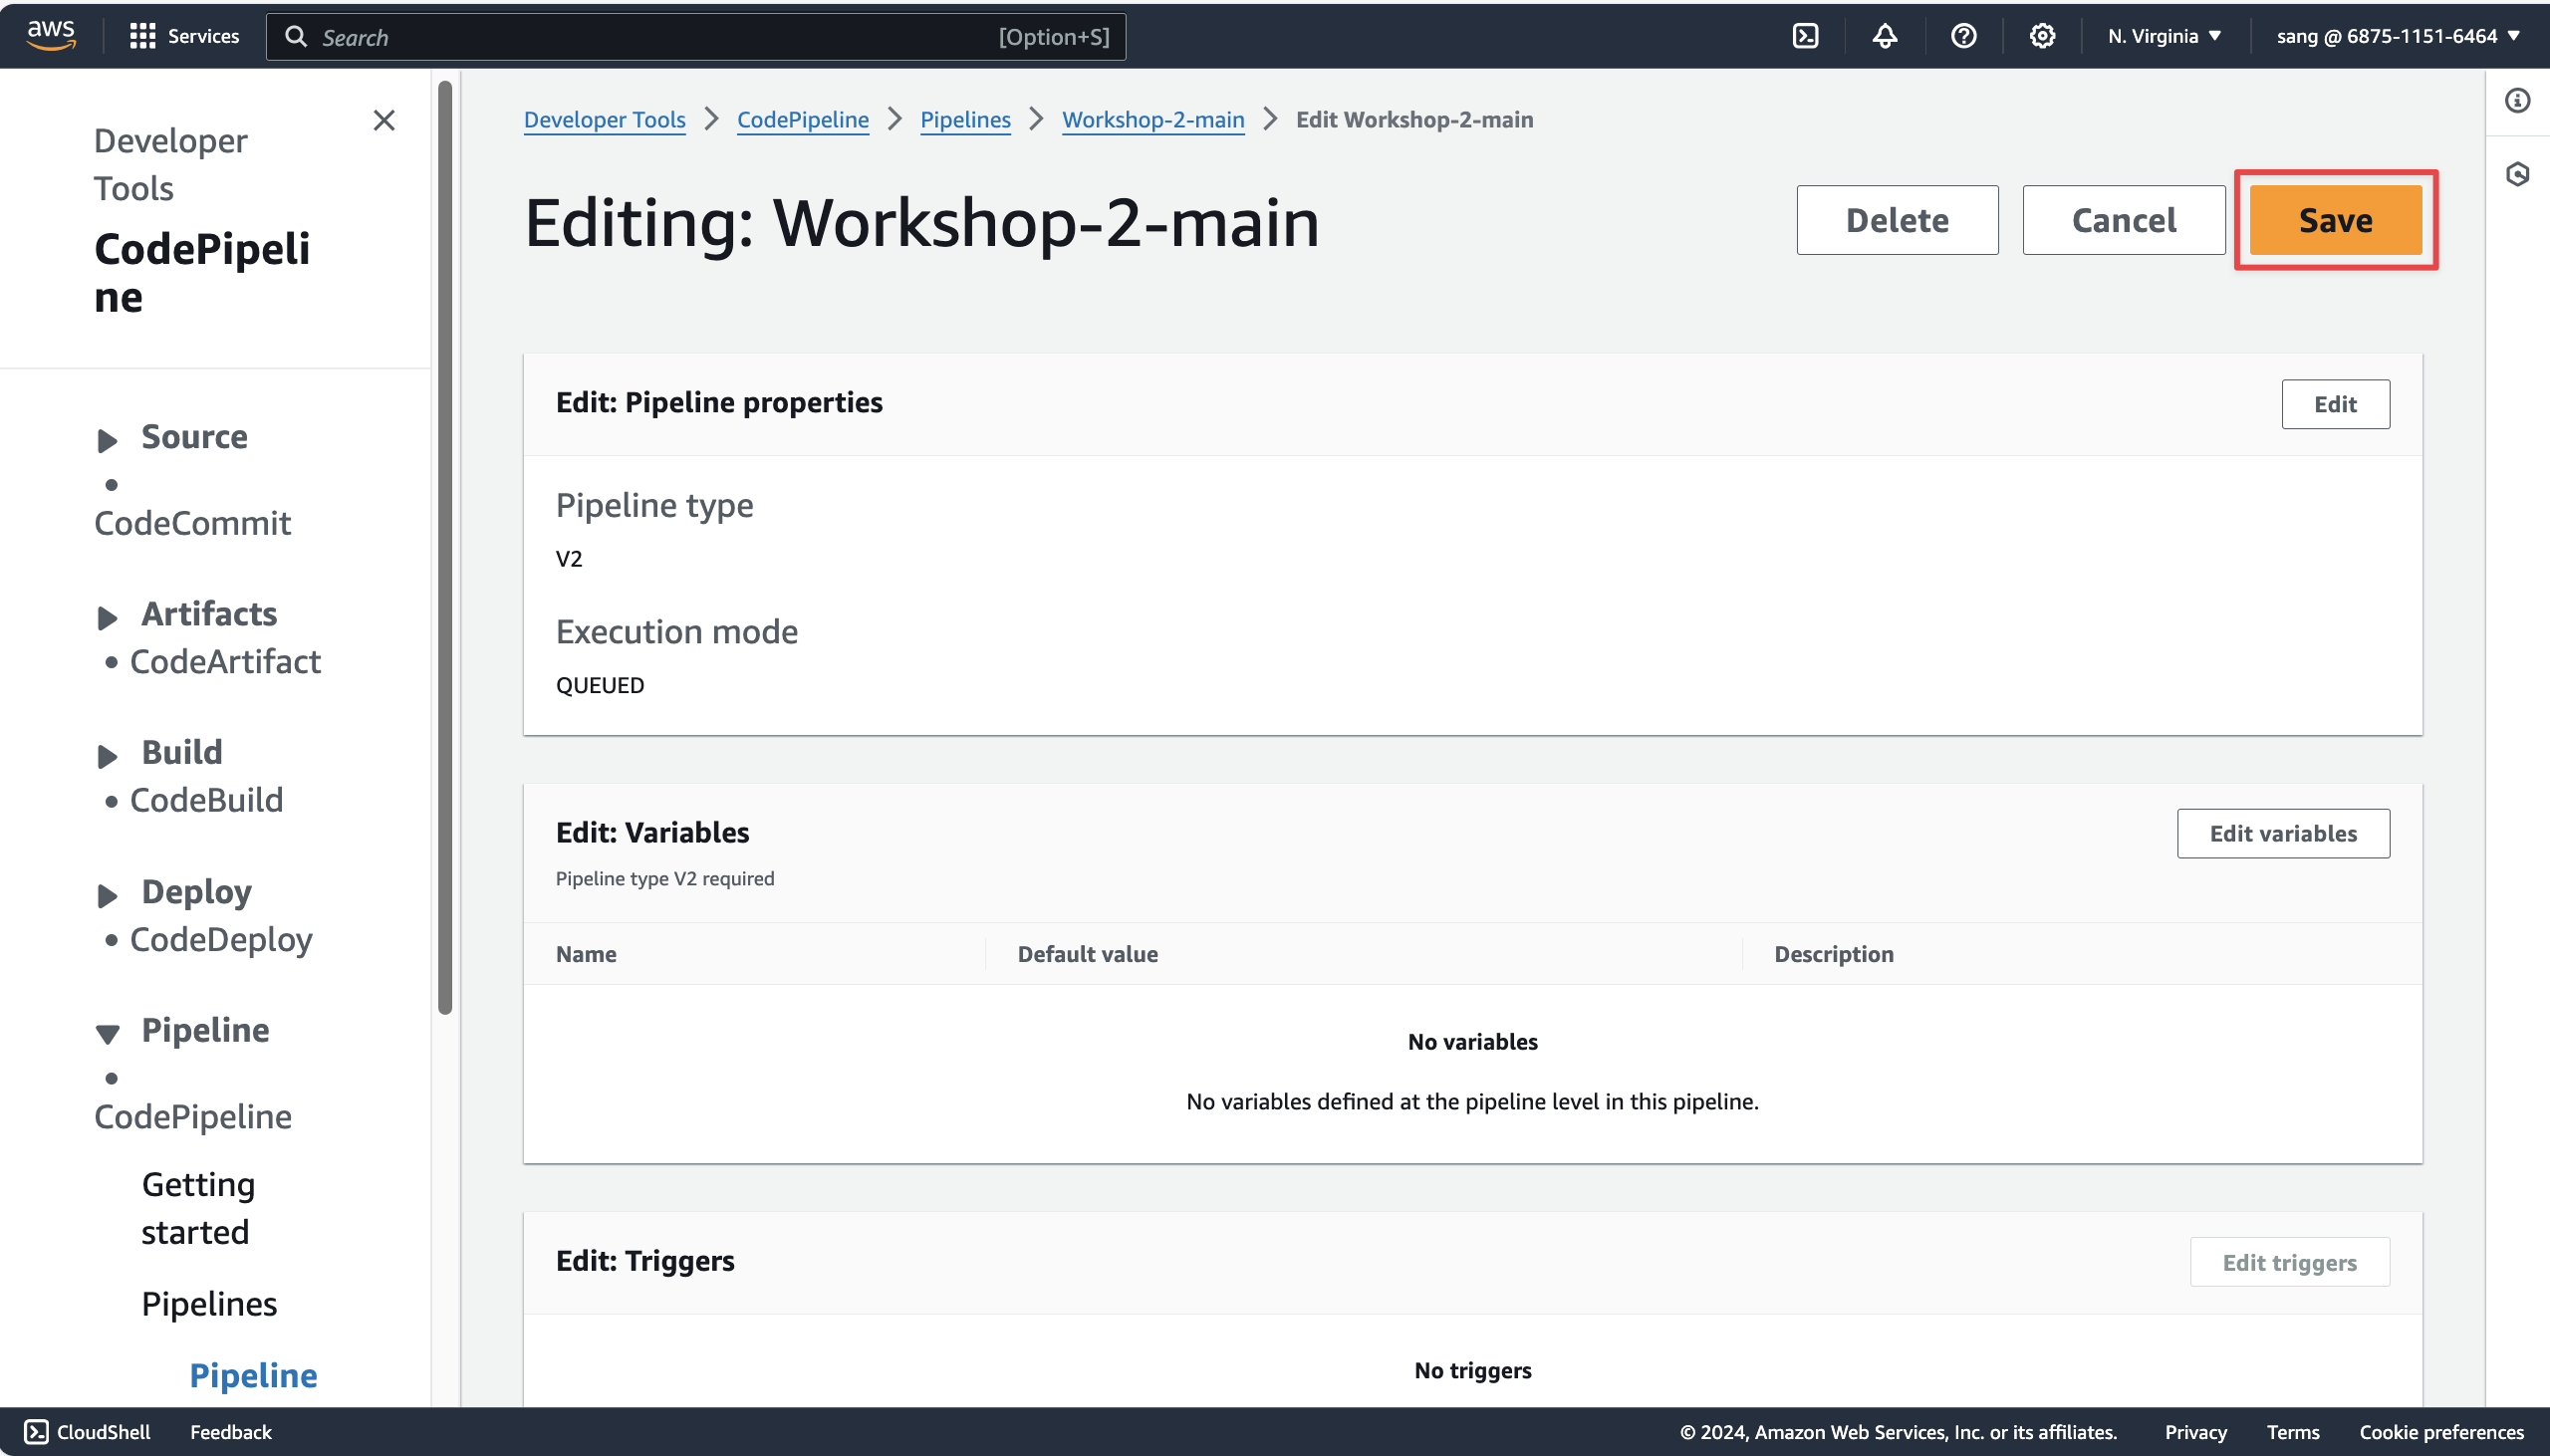 aws
Services
Search
[Option+S]
N. Virginia
sang @ 6875-1151-6464
Developer
Tools
CodePipeli
ne
Source
CodeCommit
Artifacts
CodeArtifact
Build
CodeBuild
Deploy
CodeDeploy
Pipeline
CodePipeline
Getting
started
Pipelines
Pipeline
Developer Tools
CodePipeline
Pipelines
Workshop-2-main
Edit Workshop-2-main
Editing: Workshop-2-main
Delete
Cancel
Save
Edit: Pipeline properties
Edit
Pipeline type
V2
Execution mode
QUEUED
Edit: Variables
Edit variables
Pipeline type V2 required
Name
Default value
Description
No variables
No variables defined at the pipeline level in this pipeline.
Edit: Triggers
Edit triggers
No triggers
CloudShell
Feedback
© 2024, Amazon Web Services, Inc. or its affiliates.
Privacy
Terms
Cookie preferences